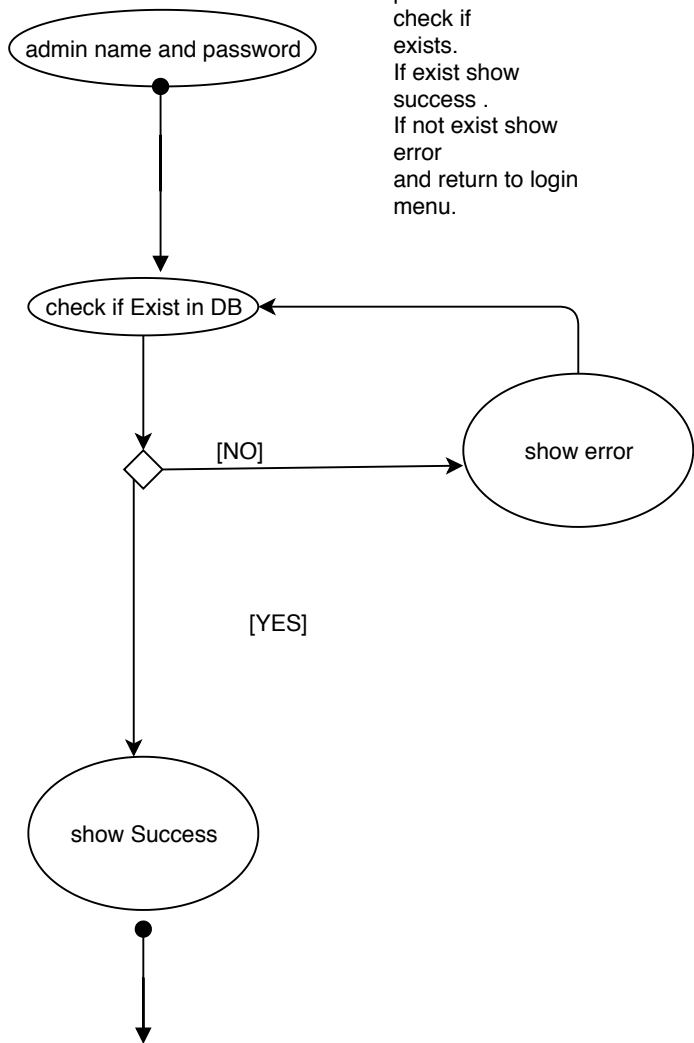 admin name and password
check if
exists.
If exist show
success .
If not exist show
error
and return to login
menu.
check if Exist in DB
[NO]
show error
[YES]
show Success